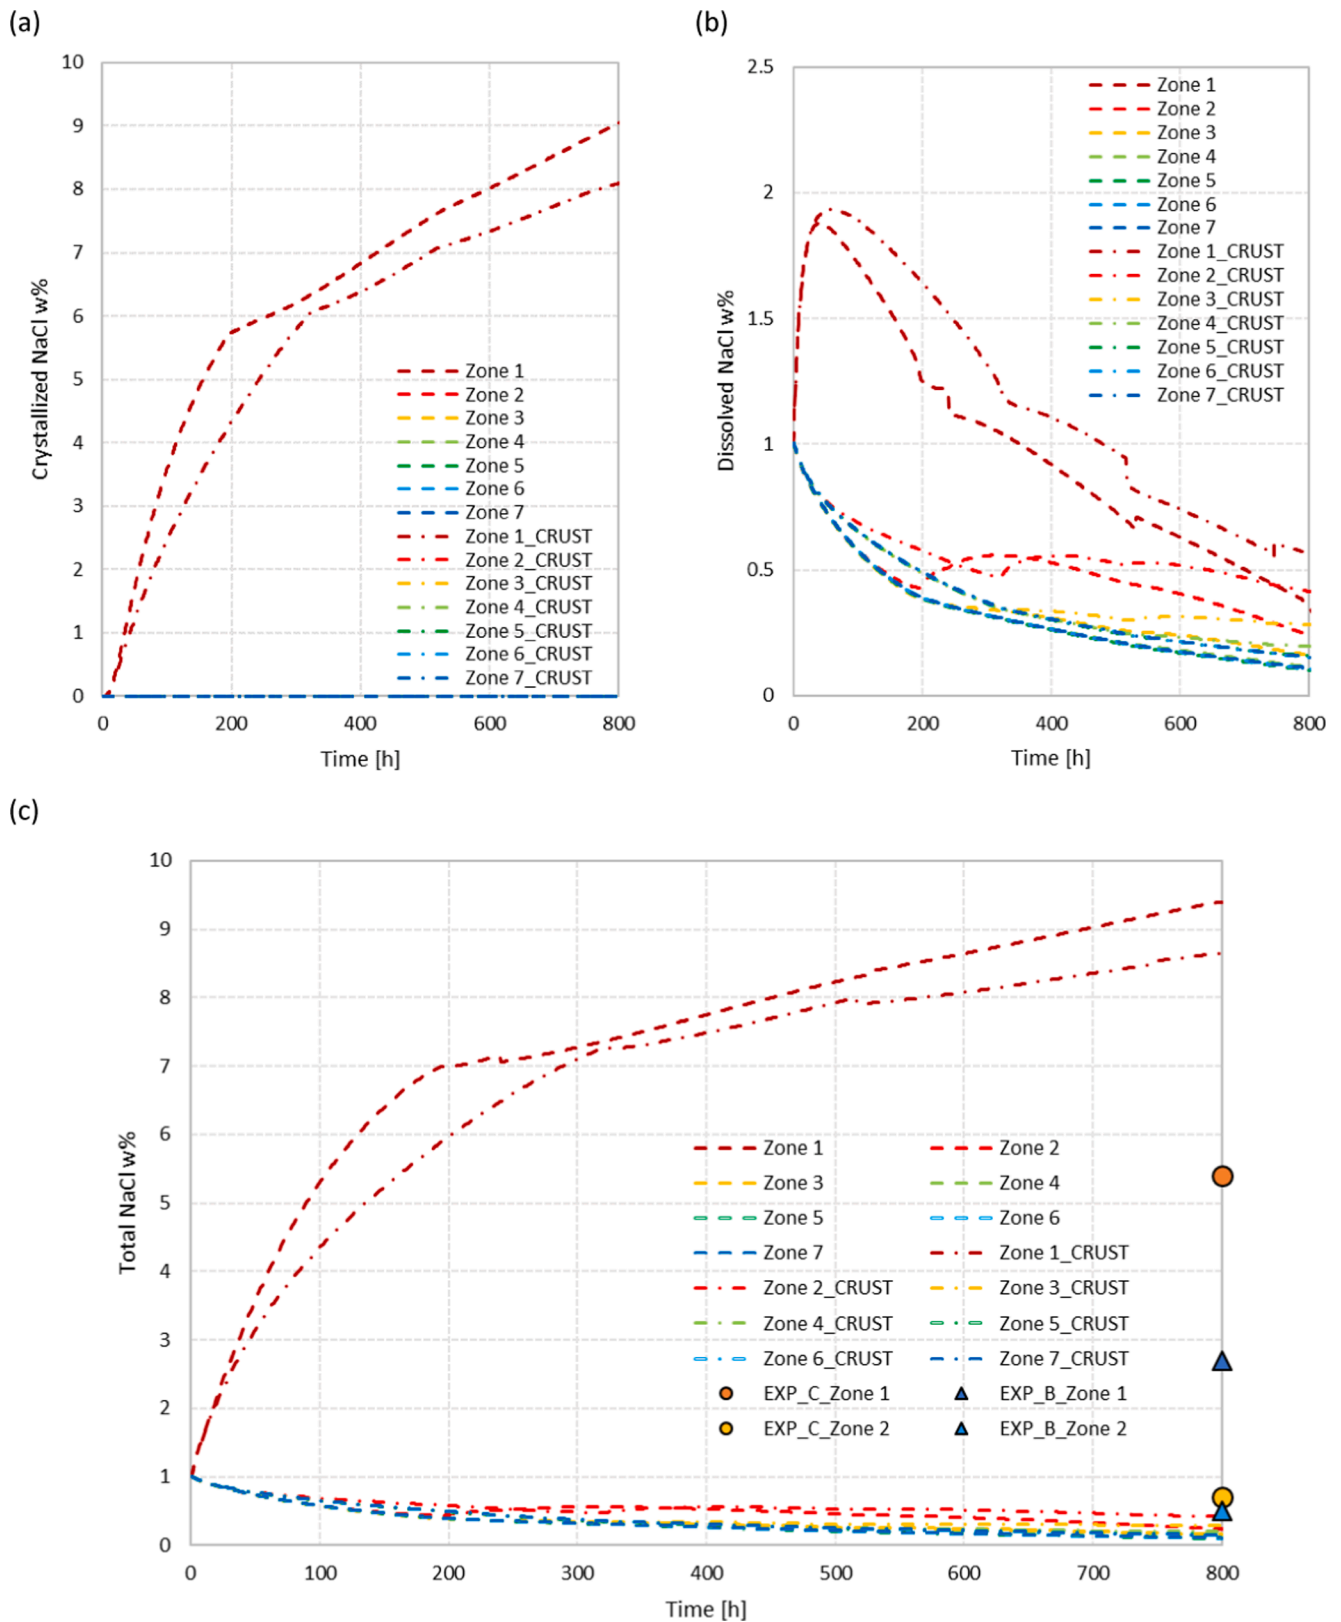 (a)
10
9
8
7
6
5
4
3
2
1
0
Crystallized NaCl w%
Zone 1
Zone 2
Zone 3
Zone 4
Zone 5
Zone 6
Zone 7
Zone 1_CRUST
Zone 2_CRUST
Zone 3_CRUST
Zone 4_CRUST
Zone 5_CRUST
Zone 6_CRUST
Zone 7_CRUST
0 200 400 600 800
Time [h]
(b)
2.5
2
1.5
1
0.5
0
Dissolved NaCl w%
Zone 1
Zone 2
Zone 3
Zone 4
Zone 5
Zone 6
Zone 7
Zone 1_CRUST
Zone 2_CRUST
Zone 3_CRUST
Zone 4_CRUST
Zone 5_CRUST
Zone 6_CRUST
Zone 7_CRUST
0 200 400 600 800
Time [h]
(c)
10
9
8
7
6
5
4
3
2
1
0
Total NaCl w%
Zone 1 Zone 2
Zone 3 Zone 4
Zone 5 Zone 6
Zone 7 Zone 1_CRUST
Zone 2_CRUST Zone 3_CRUST
Zone 4_CRUST Zone 5_CRUST
Zone 6_CRUST Zone 7_CRUST
EXP_C_Zone 1 EXP_B_Zone 1
EXP_C_Zone 2 EXP_B_Zone 2
0 100 200 300 400 500 600 700 800
Time [h]